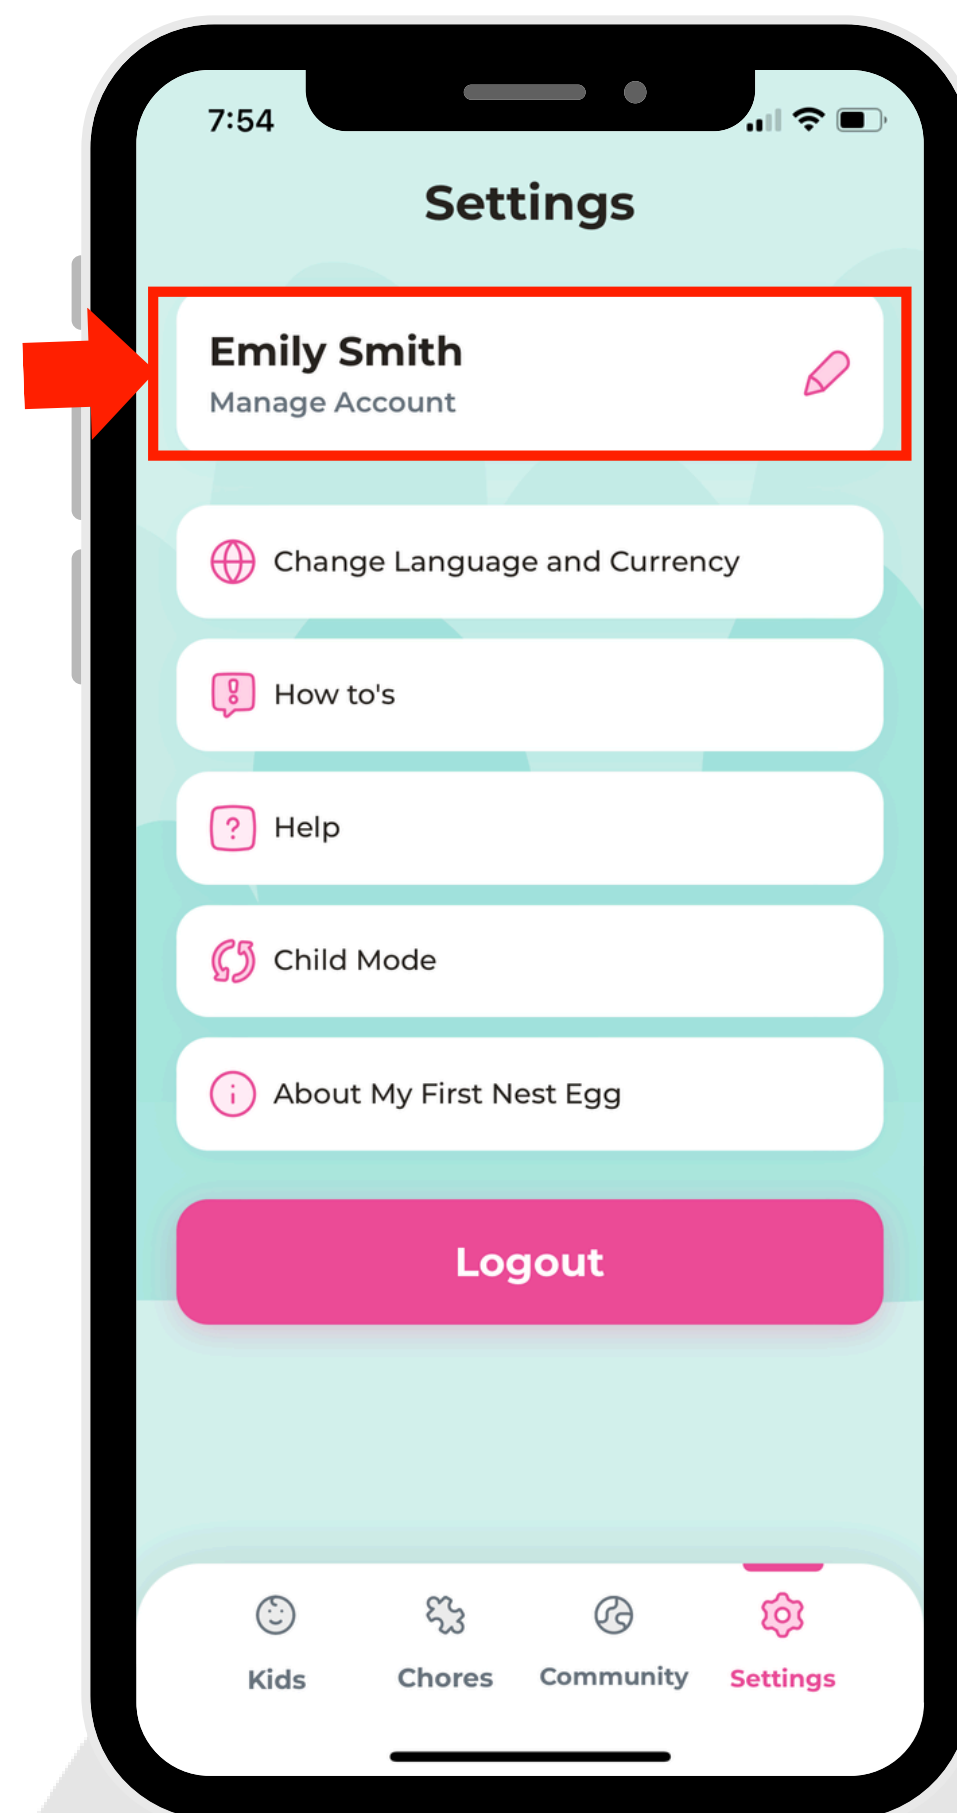 7:54
Settings
Emily Smith
Manage Account
Change Language and Currency
How to's
Help
Child Mode
About My First Nest Egg
Logout
Kids
Chores
Community
Settings